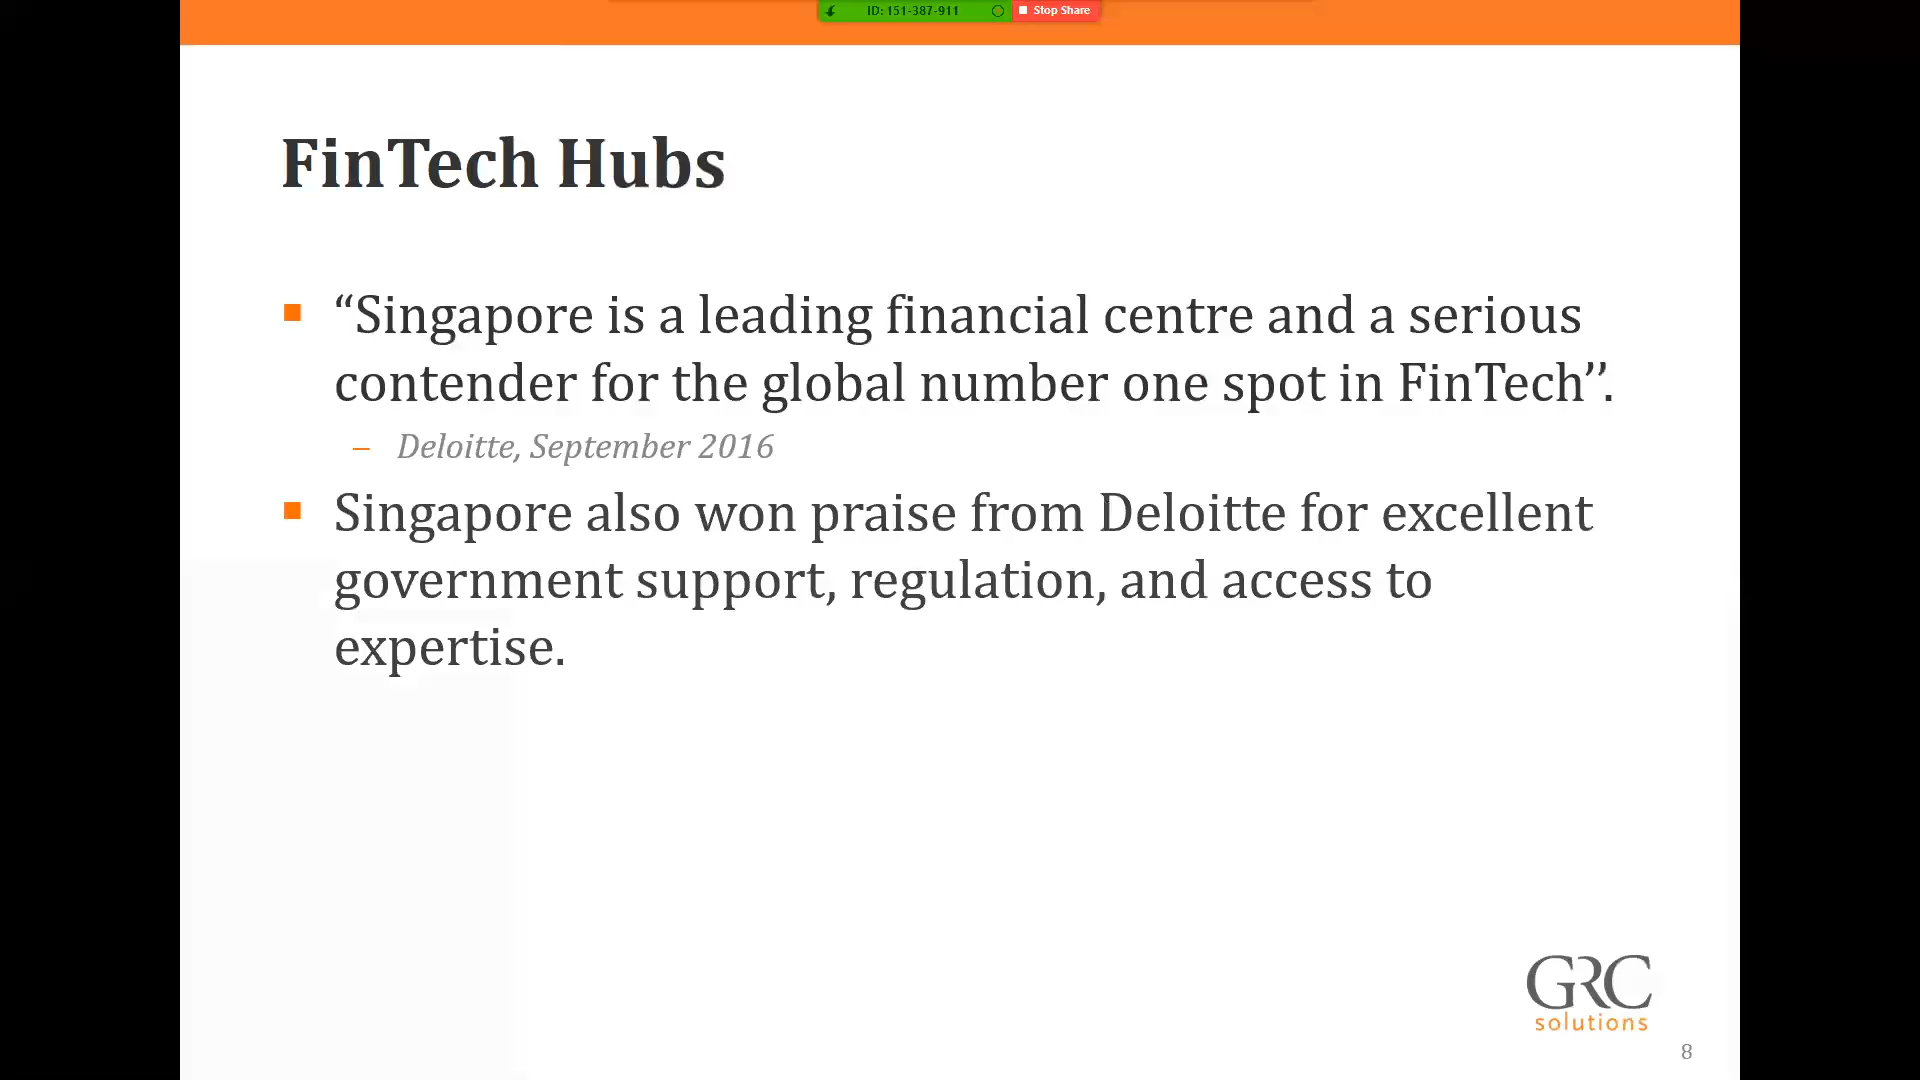 ID: 151-387-911 Stop Share
FinTech Hubs
“Singapore is a leading financial centre and a serious
contender for the global number one spot in FinTech’’.
– Deloitte, September 2016
Singapore also won praise from Deloitte for excellent
government support, regulation, and access to
expertise.
GRC
solutions
8